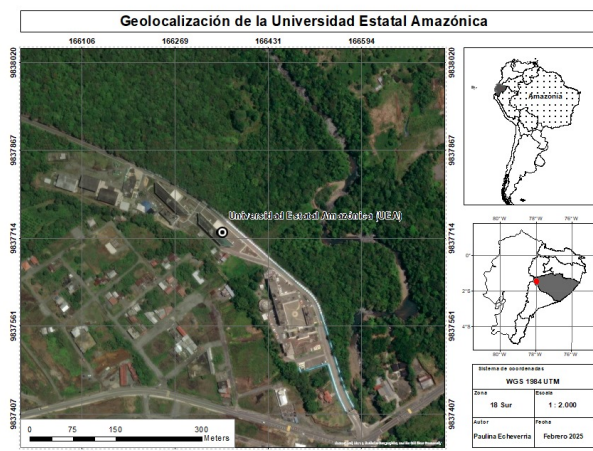 Geolocalización de la Universidad Estatal Amazónica
166106 166269 166431 166594
9838020 9838020
9837867 9837867
9837714 9837714
9837561 9837561
9837407 9837407
Universidad Estatal Amazónica (UEA)
0 75 150 300
Meters
Amazonía
80°W 78°W 76°W
0°
2°S
4°S
80°W 78°W 76°W
Sistema de coordenadas
WGS 1984 UTM
Zona
18 Sur
Escala
1 : 2.000
Autor
Paulina Echeverria
Fecha
Febrero 2025